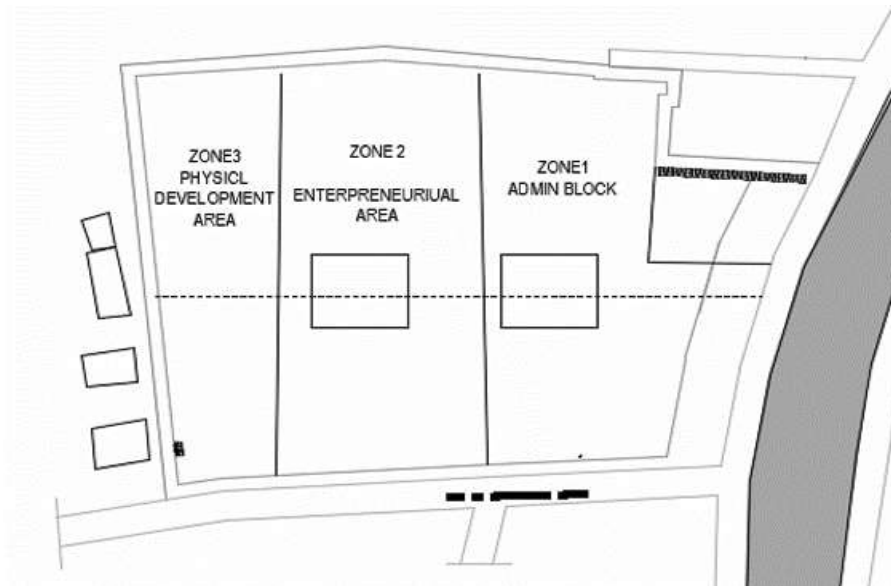 ZONE3
PHYSICL
DEVELOPMENT
AREA
ZONE 2
ENTERPRENEURIUAL
AREA
ZONE1
ADMIN BLOCK